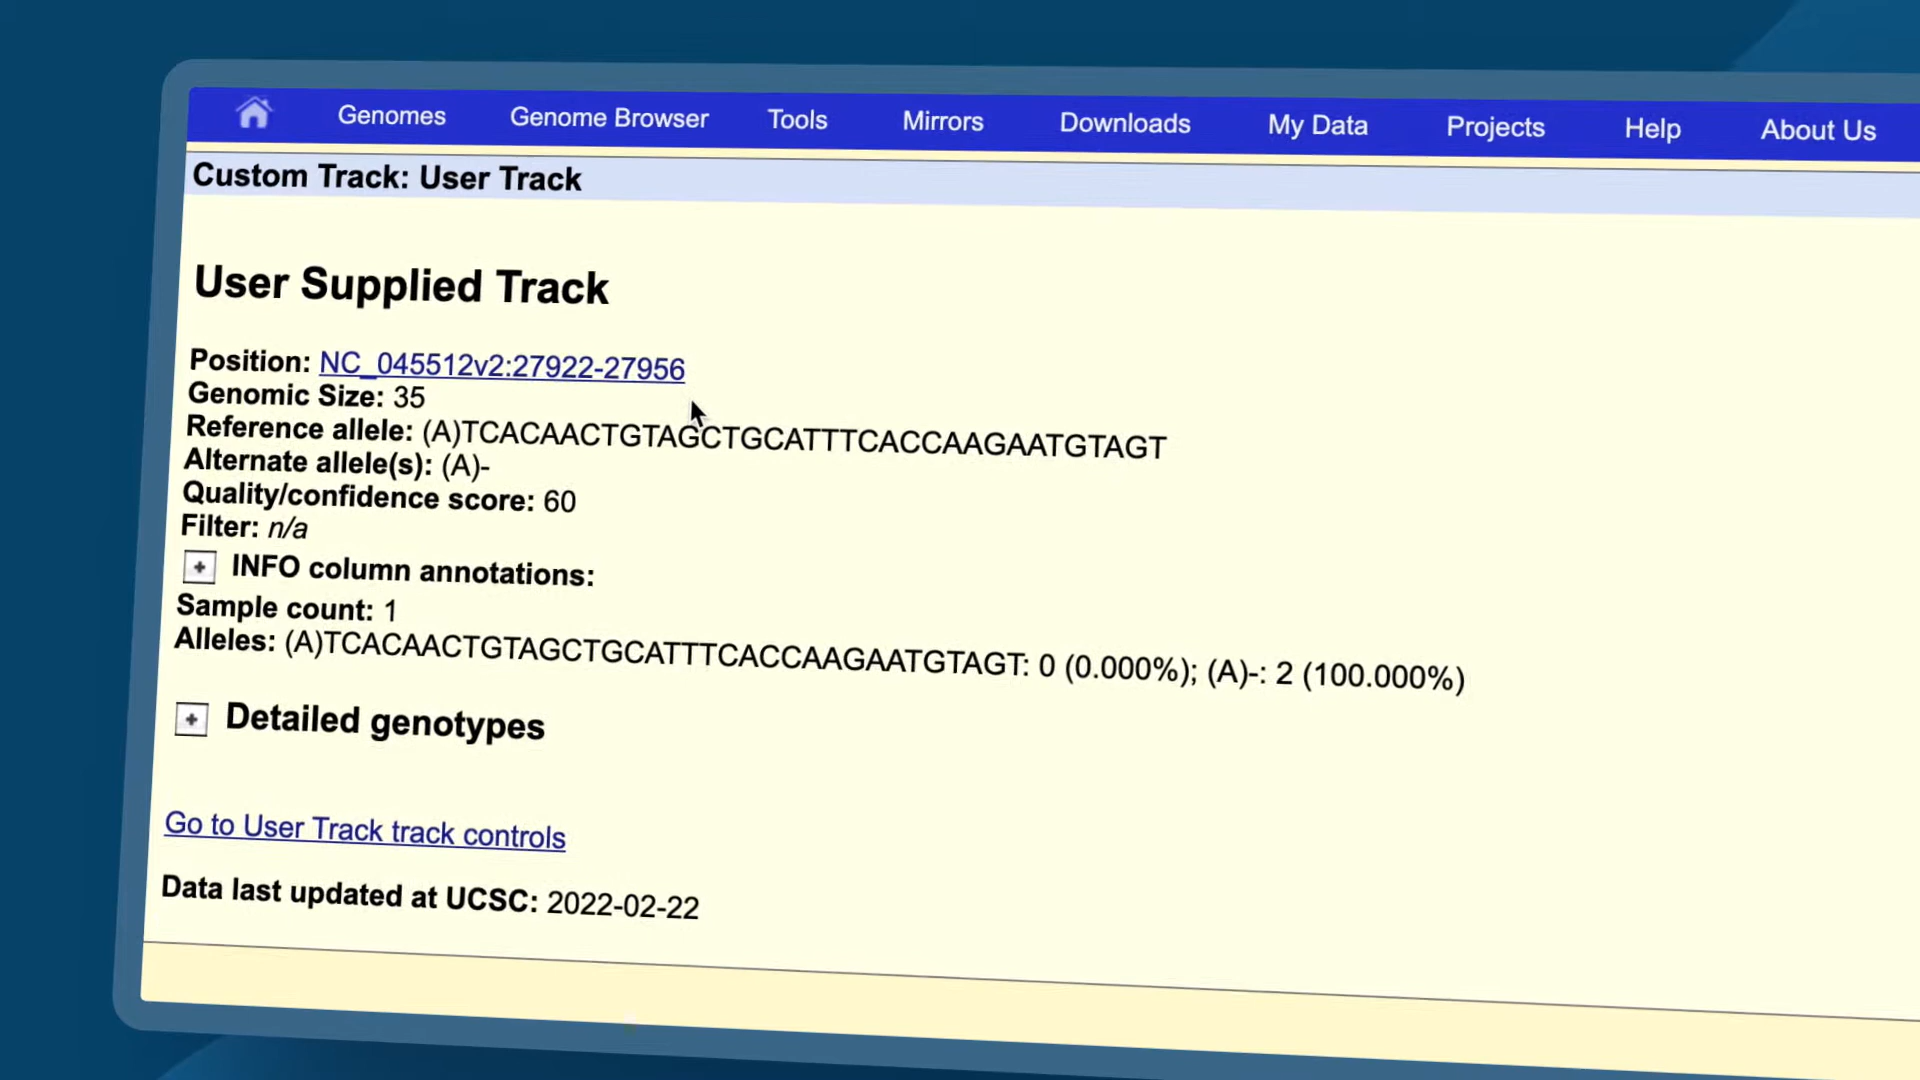 Genomes Genome Browser Tools Mirrors Downloads My Data Projects Help About Us
Custom Track: User Track
User Supplied Track
Position: NC_045512v2:27922-27956
Genomic Size: 35
Reference allele: (A)TCACAACTGTAGCTGCATTTCACCAAGAATGTAGT
Alternate allele(s): (A)-
Quality/confidence score: 60
Filter: n/a
+ INFO column annotations:
Sample count: 1
Alleles: (A)TCACAACTGTAGCTGCATTTCACCAAGAATGTAGT: 0 (0.000%); (A)-: 2 (100.000%)
+ Detailed genotypes
Go to User Track track controls
Data last updated at UCSC: 2022-02-22